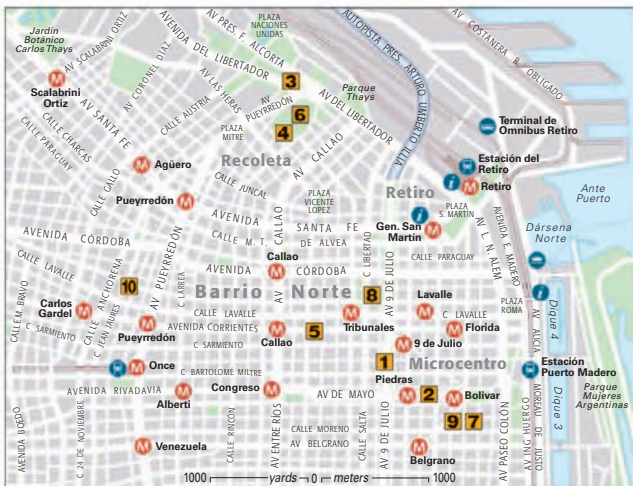 Jardín
Botánico
Carlos Thays
AV SCALABRINI ORTIZ
AV CORONEL DIAZ
AVENIDA DEL LIBERTADOR
AV PRES. F. ALCORTA
PLAZA
NACIONES
UNIDAS
AUTOPISTA PRES. ARTURO UMBERTO ILLIA
AV COSTANERA R. OBLIGADO
Scalabrini
Ortiz
AV SANTA FE
CALLE CHARCAS
CALLE PARAGUAY
CALLE AUSTRIA
AV LAS HERAS
AV
PUEYRREDÓN
3
6
4
PLAZA
MITRE
Parque
Thays
AV DEL LIBERTADOR
Terminal de
Omnibus Retiro
Agüero
Recoleta
AV CALLAO
Estación del
Retiro
Retiro
Retiro
CALLE GALLO
Pueyrredón
CALLE JUNCAL
PLAZA
VICENTE
LOPEZ
PLAZA
S. MARTÍN
Ante
Puerto
AVENIDA
SANTA FE
CALLE M. T.
DE ALVEA
Gen. San
Martín
AV L. N. ALEM
AVENIDA E. MADERO
Dársena
Norte
AVENIDA CÓRDOBA
AV PUEYRREDÓN
CALLAO
C LIBERTAD
AV 9 DE JULIO
CALLE PARAGUAY
CALLE LAVALLE
Callao
AVENIDA
CÓRDOBA
CALLE M. BRAVO
CALLE ANCHORENA
10
C LARREA
Barrio Norte
AV
8
Lavalle
Carlos
Gardel
C JEAN JAURES
CALLE LAVALLE
C LAVALLE
PLAZA
ROMA
C SARMIENTO
Pueyrredón
AVENIDA CORRIENTES
Callao
5
Tribunales
Florida
Dique 4
C SARMIENTO
9 de Julio
AV ALICIA MOREAU DE JUSTO
Once
C BARTOLOMÉ MILTRE
1
Microcentro
Estación
Puerto Madero
AVENIDA RIVADAVIA
Congreso
AV DE MAYO
Piedras
2
Bolivar
Alberti
9
7
Dique 3
Parque
Mujeres
Argentinas
AVENIDA BOEDO
C 24 DE NOVIEMBRE
Venezuela
CALLE RINCÓN
AV ENTRE RÍOS
CALLE MORENO
AV BELGRANO
CALLE SALTA
AV 9 DE JULIO
Belgrano
AV PASEO COLÓN
AV ING HUERGO
1000 yards 0 meters 1000